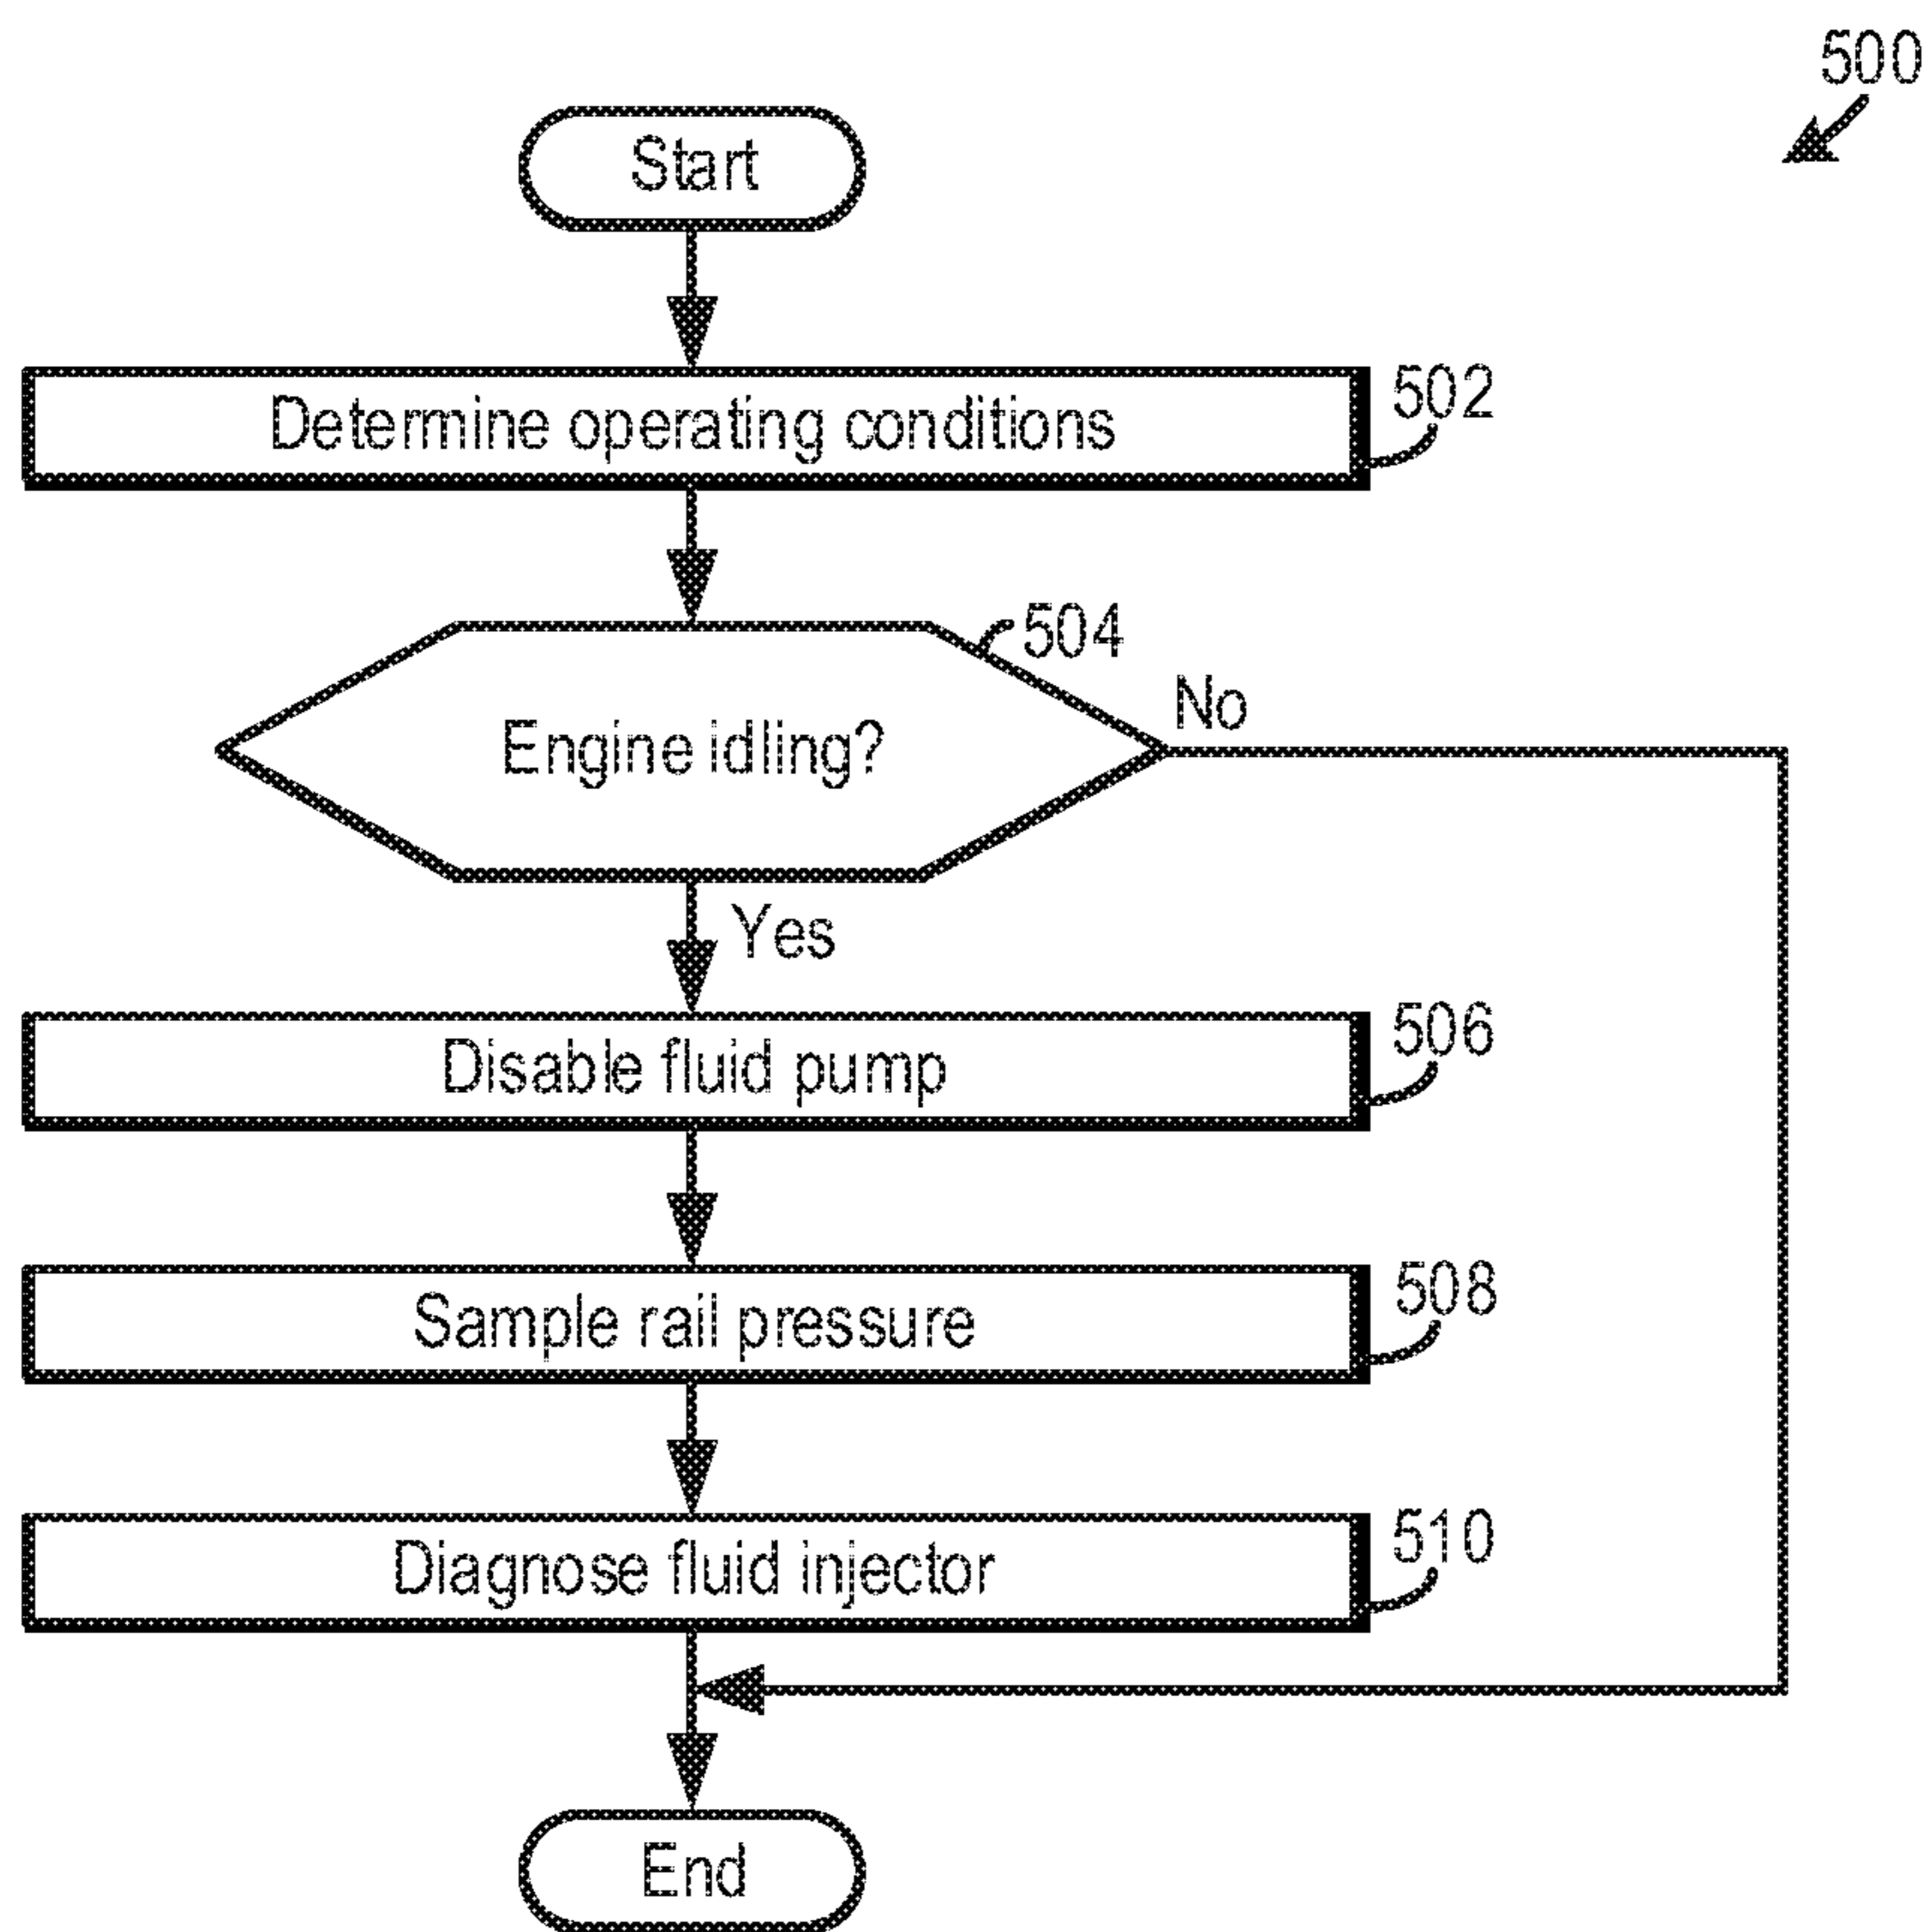 500
Start
Determine operating conditions
502
504
Engine idling?
No
Yes
Disable fluid pump
506
Sample rail pressure
508
Diagnose fluid injector
510
End